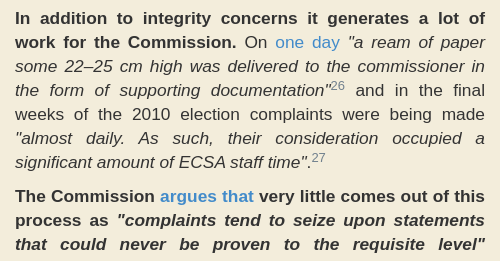 In addition to integrity concerns it generates a lot of
work for the Commission. On one day "a ream of paper
some 22–25 cm high was delivered to the commissioner in
the form of supporting documentation"26 and in the final
weeks of the 2010 election complaints were being made
"almost daily. As such, their consideration occupied a
significant amount of ECSA staff time".27
The Commission argues that very little comes out of this
process as "complaints tend to seize upon statements
that could never be proven to the requisite level"